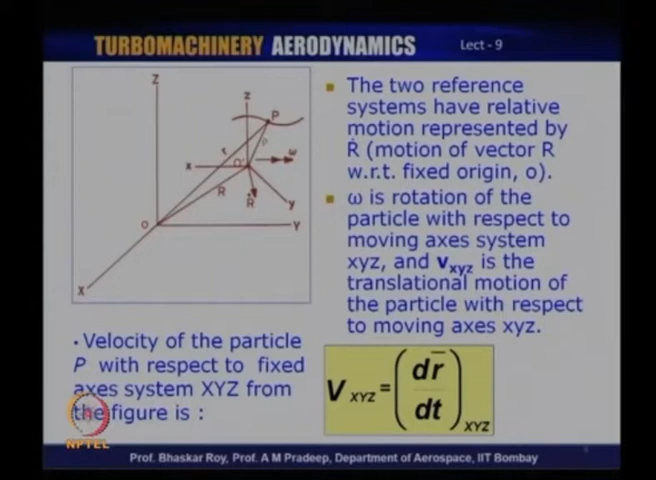 TURBOMACHINERY AERODYNAMICS Lect - 9
Z
z
P
r
ρ
ω
x
O'
R
Ṙ
y
O
Y
X
▪ The two reference
systems have relative
motion represented by
Ṙ (motion of vector R
w.r.t. fixed origin, o).
▪ ω is rotation of the
particle with respect to
moving axes system
xyz, and vxyz is the
translational motion of
the particle with respect
to moving axes xyz.
• Velocity of the particle
P with respect to fixed
axes system XYZ from
the figure is :
V XYZ = (dr̅/dt) XYZ
NPTEL
Prof. Bhaskar Roy, Prof. A M Pradeep, Department of Aerospace, IIT Bombay